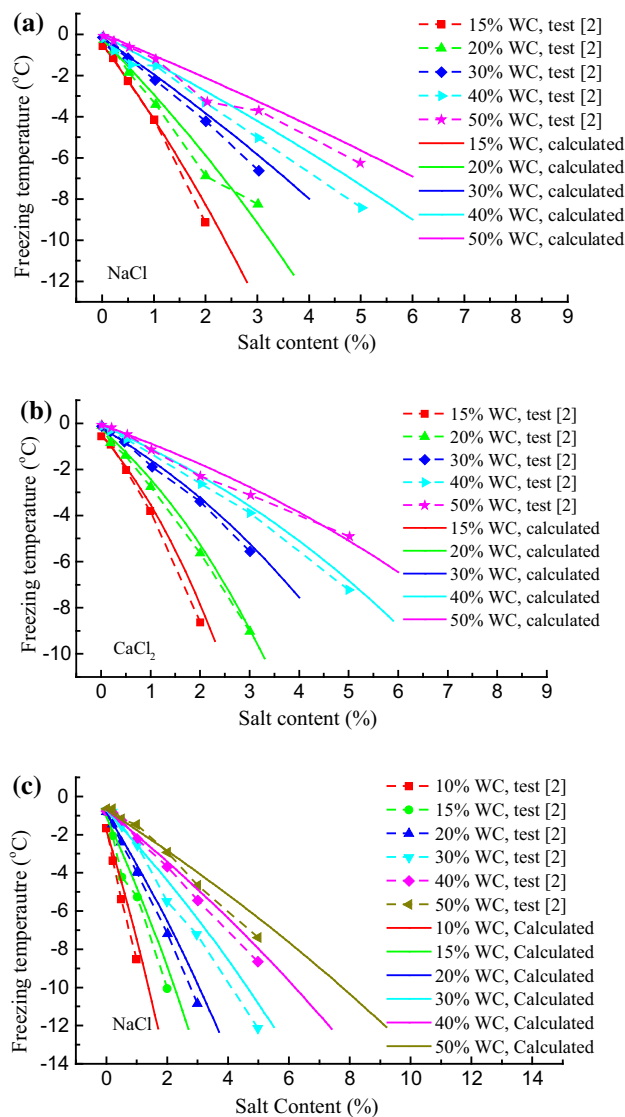 (a)
0
-2
-4
-6
-8
-10
-12
Freezing temperature (°C)
15% WC, test [2]
20% WC, test [2]
30% WC, test [2]
40% WC, test [2]
50% WC, test [2]
15% WC, calculated
20% WC, calculated
30% WC, calculated
40% WC, calculated
50% WC, calculated
NaCl
0 1 2 3 4 5 6 7 8 9
Salt content (%)
(b)
0
-2
-4
-6
-8
-10
Freezing temperature (°C)
15% WC, test [2]
20% WC, test [2]
30% WC, test [2]
40% WC, test [2]
50% WC, test [2]
15% WC, calculated
20% WC, calculated
30% WC, calculated
40% WC, calculated
50% WC, calculated
CaCl₂
0 1 2 3 4 5 6 7 8 9
Salt content (%)
(c)
0
-2
-4
-6
-8
-10
-12
-14
Freezing temperautre (°C)
10% WC, test [2]
15% WC, test [2]
20% WC, test [2]
30% WC, test [2]
40% WC, test [2]
50% WC, test [2]
10% WC, Calculated
15% WC, Calculated
20% WC, Calculated
30% WC, Calculated
40% WC, Calculated
50% WC, Calculated
NaCl
0 2 4 6 8 10 12 14
Salt Content (%)